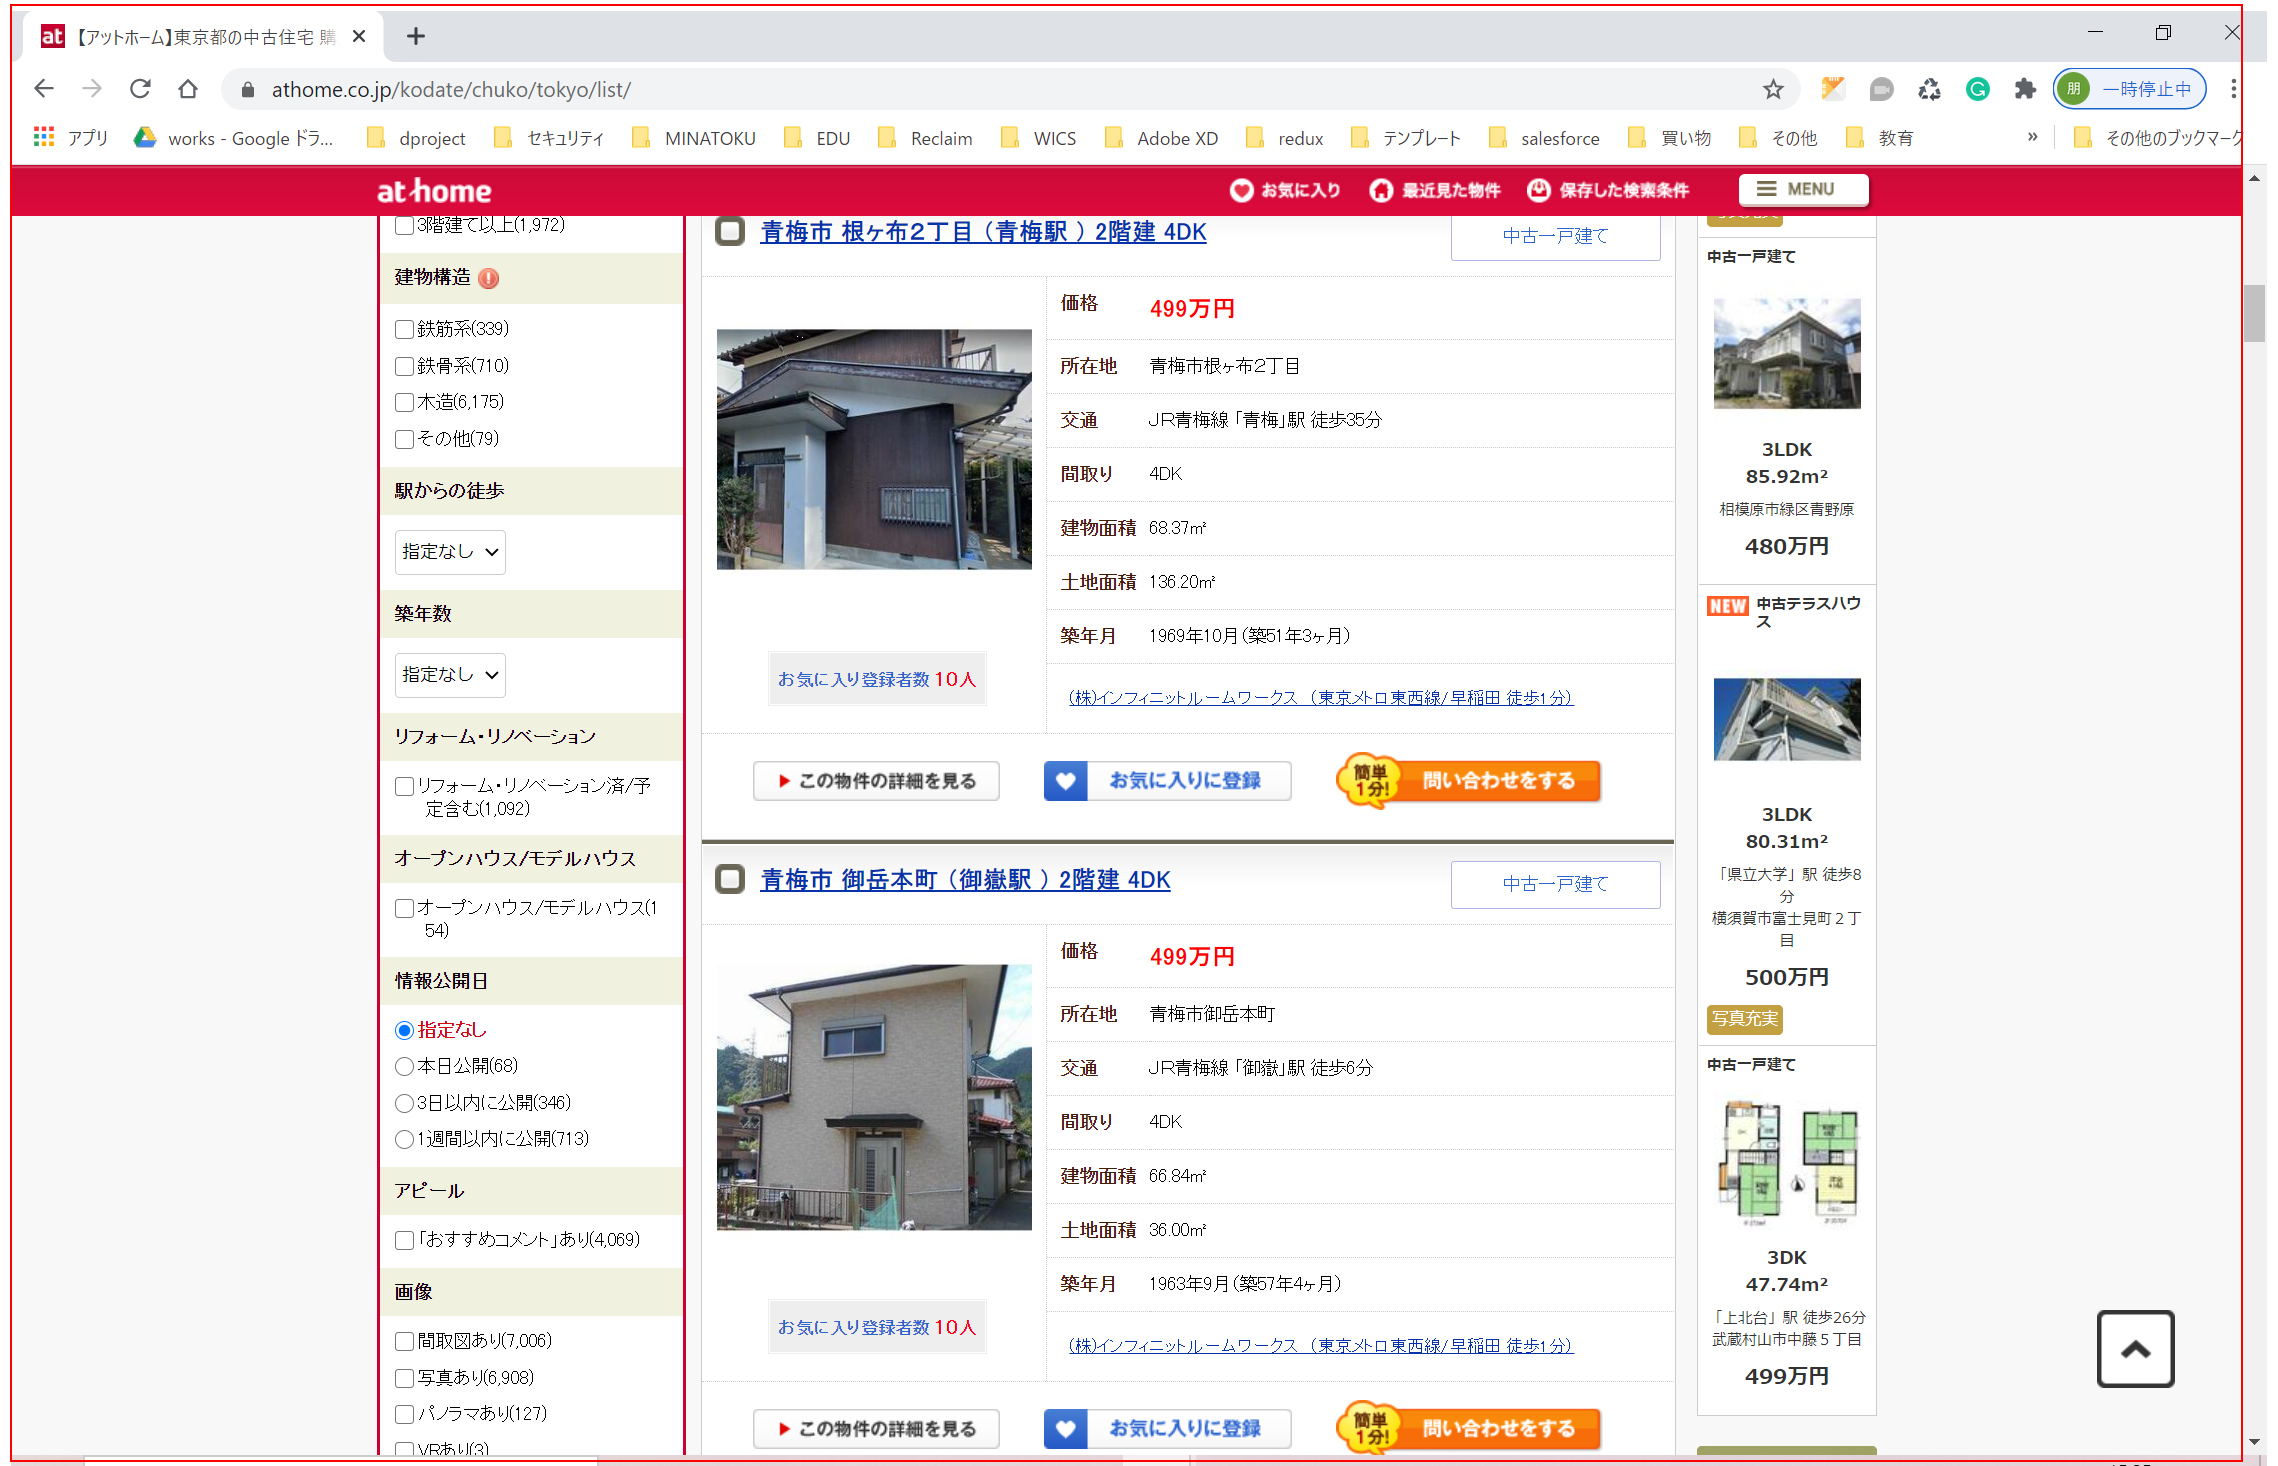 【アットホーム】東京都の中古住宅 購
athome.co.jp/kodate/chuko/tokyo/list/
朋 一時停止中
アプリ works - Google ドラ... dproject セキュリティ MINATOKU EDU Reclaim WICS Adobe XD redux テンプレート salesforce 買い物 その他 教育 » その他のブックマーク
at home お気に入り 最近見た物件 保存した検索条件 MENU
3階建て以上(1,972)
建物構造
鉄筋系(339)
鉄骨系(710)
木造(6,175)
その他(79)
駅からの徒歩
指定なし
築年数
指定なし
リフォーム・リノベーション
リフォーム・リノベーション済/予
定含む(1,092)
オープンハウス/モデルハウス
オープンハウス/モデルハウス(1
54)
情報公開日
指定なし
本日公開(68)
3日以内に公開(346)
1週間以内に公開(713)
アピール
「おすすめコメント」あり(4,069)
画像
間取図あり(7,006)
写真あり(6,908)
パノラマあり(127)
VRあり(3)
青梅市 根ヶ布２丁目 （青梅駅 ） 2階建 4DK
中古一戸建て
価格 499万円
所在地 青梅市根ヶ布２丁目
交通 ＪＲ青梅線 「青梅」駅 徒歩35分
間取り 4DK
建物面積 68.37㎡
土地面積 136.20㎡
築年月 1969年10月（築51年3ヶ月）
お気に入り登録者数 10人
(株)インフィニットルームワークス （東京メトロ東西線/早稲田 徒歩1分）
この物件の詳細を見る お気に入りに登録 簡単1分! 問い合わせをする
青梅市 御岳本町 （御嶽駅 ） 2階建 4DK
中古一戸建て
価格 499万円
所在地 青梅市御岳本町
交通 ＪＲ青梅線 「御嶽」駅 徒歩6分
間取り 4DK
建物面積 66.84㎡
土地面積 36.00㎡
築年月 1963年9月（築57年4ヶ月）
お気に入り登録者数 10人
(株)インフィニットルームワークス （東京メトロ東西線/早稲田 徒歩1分）
この物件の詳細を見る お気に入りに登録 簡単1分! 問い合わせをする
中古一戸建て
3LDK
85.92m²
相模原市緑区青野原
480万円
NEW 中古テラスハウ
ス
3LDK
80.31m²
「県立大学」駅 徒歩8
分
横須賀市富士見町２丁
目
500万円
写真充実
中古一戸建て
3DK
47.74m²
「上北台」駅 徒歩26分
武蔵村山市中藤５丁目
499万円